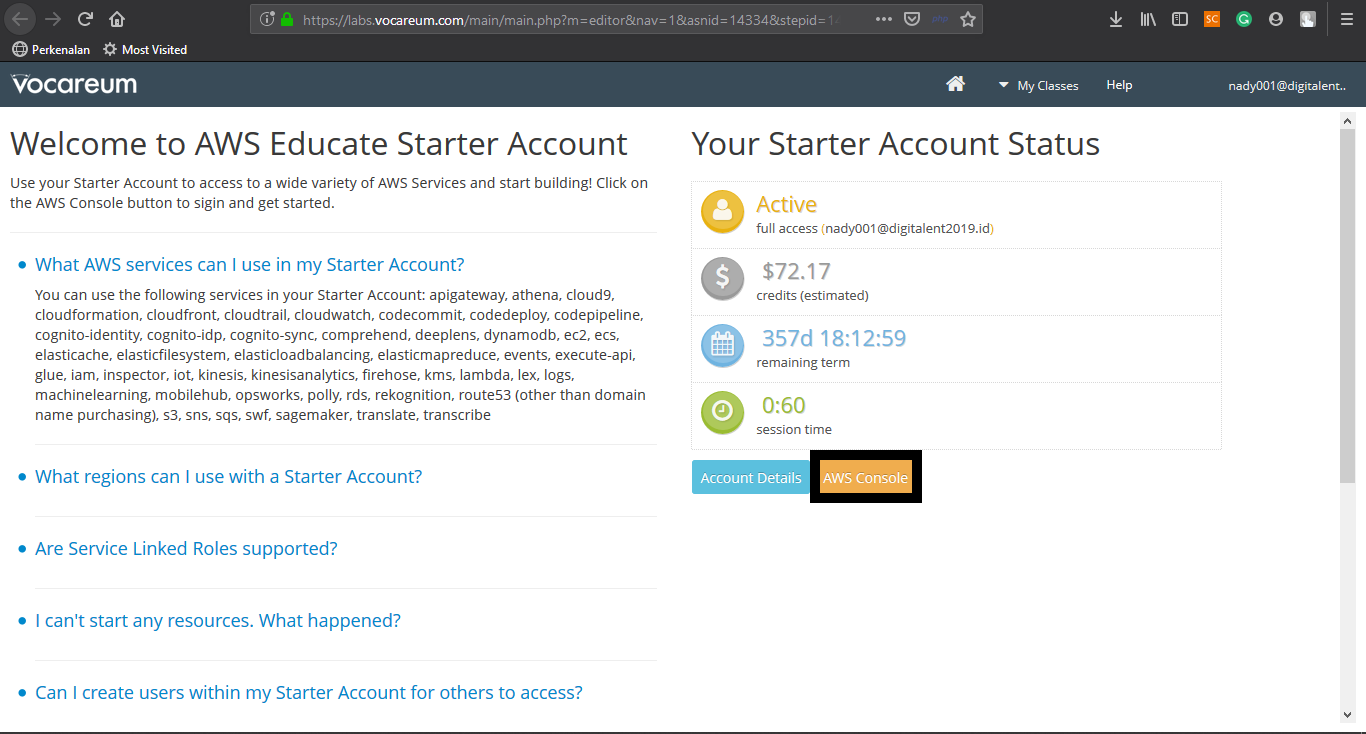 https://labs.vocareum.com/main/main.php?m=editor&nav=1&asnid=14334&stepid=14
SC
Perkenalan
Most Visited
vocareum
My Classes
Help
nady001@digitalent..
Welcome to AWS Educate Starter Account
Use your Starter Account to access to a wide variety of AWS Services and start building! Click on
the AWS Console button to sigin and get started.
What AWS services can I use in my Starter Account?
You can use the following services in your Starter Account: apigateway, athena, cloud9,
cloudformation, cloudfront, cloudtrail, cloudwatch, codecommit, codedeploy, codepipeline,
cognito-identity, cognito-idp, cognito-sync, comprehend, deeplens, dynamodb, ec2, ecs,
elasticache, elasticfilesystem, elasticloadbalancing, elasticmapreduce, events, execute-api,
glue, iam, inspector, iot, kinesis, kinesisanalytics, firehose, kms, lambda, lex, logs,
machinelearning, mobilehub, opsworks, polly, rds, rekognition, route53 (other than domain
name purchasing), s3, sns, sqs, swf, sagemaker, translate, transcribe
What regions can I use with a Starter Account?
Are Service Linked Roles supported?
I can't start any resources. What happened?
Can I create users within my Starter Account for others to access?
Your Starter Account Status
Active
full access (nady001@digitalent2019.id)
$72.17
credits (estimated)
357d 18:12:59
remaining term
0:60
session time
Account Details
AWS Console